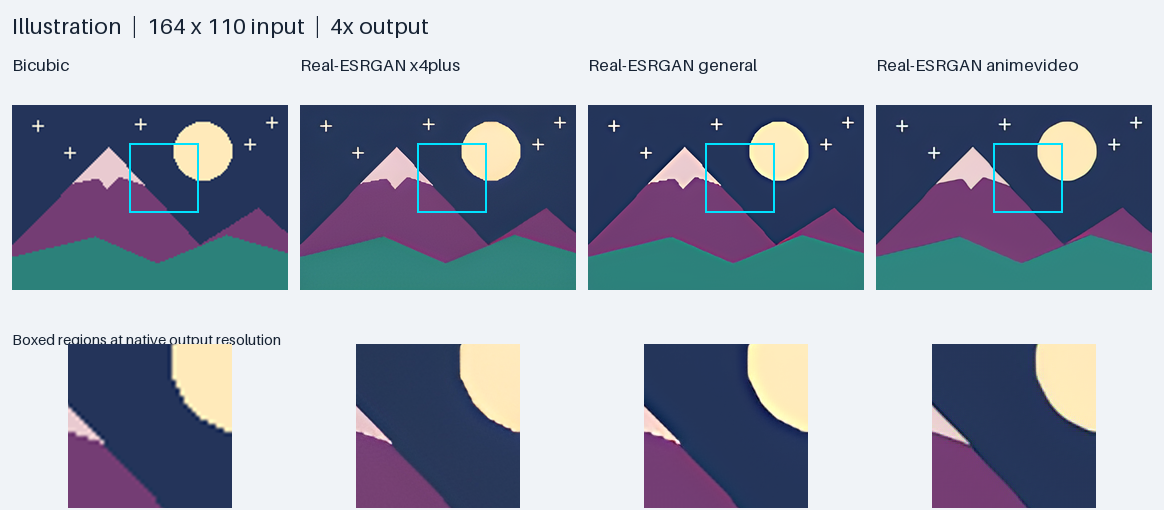 Illustration | 164 x 110 input | 4x output
Bicubic
Real-ESRGAN x4plus
Real-ESRGAN general
Real-ESRGAN animevideo
Boxed regions at native output resolution